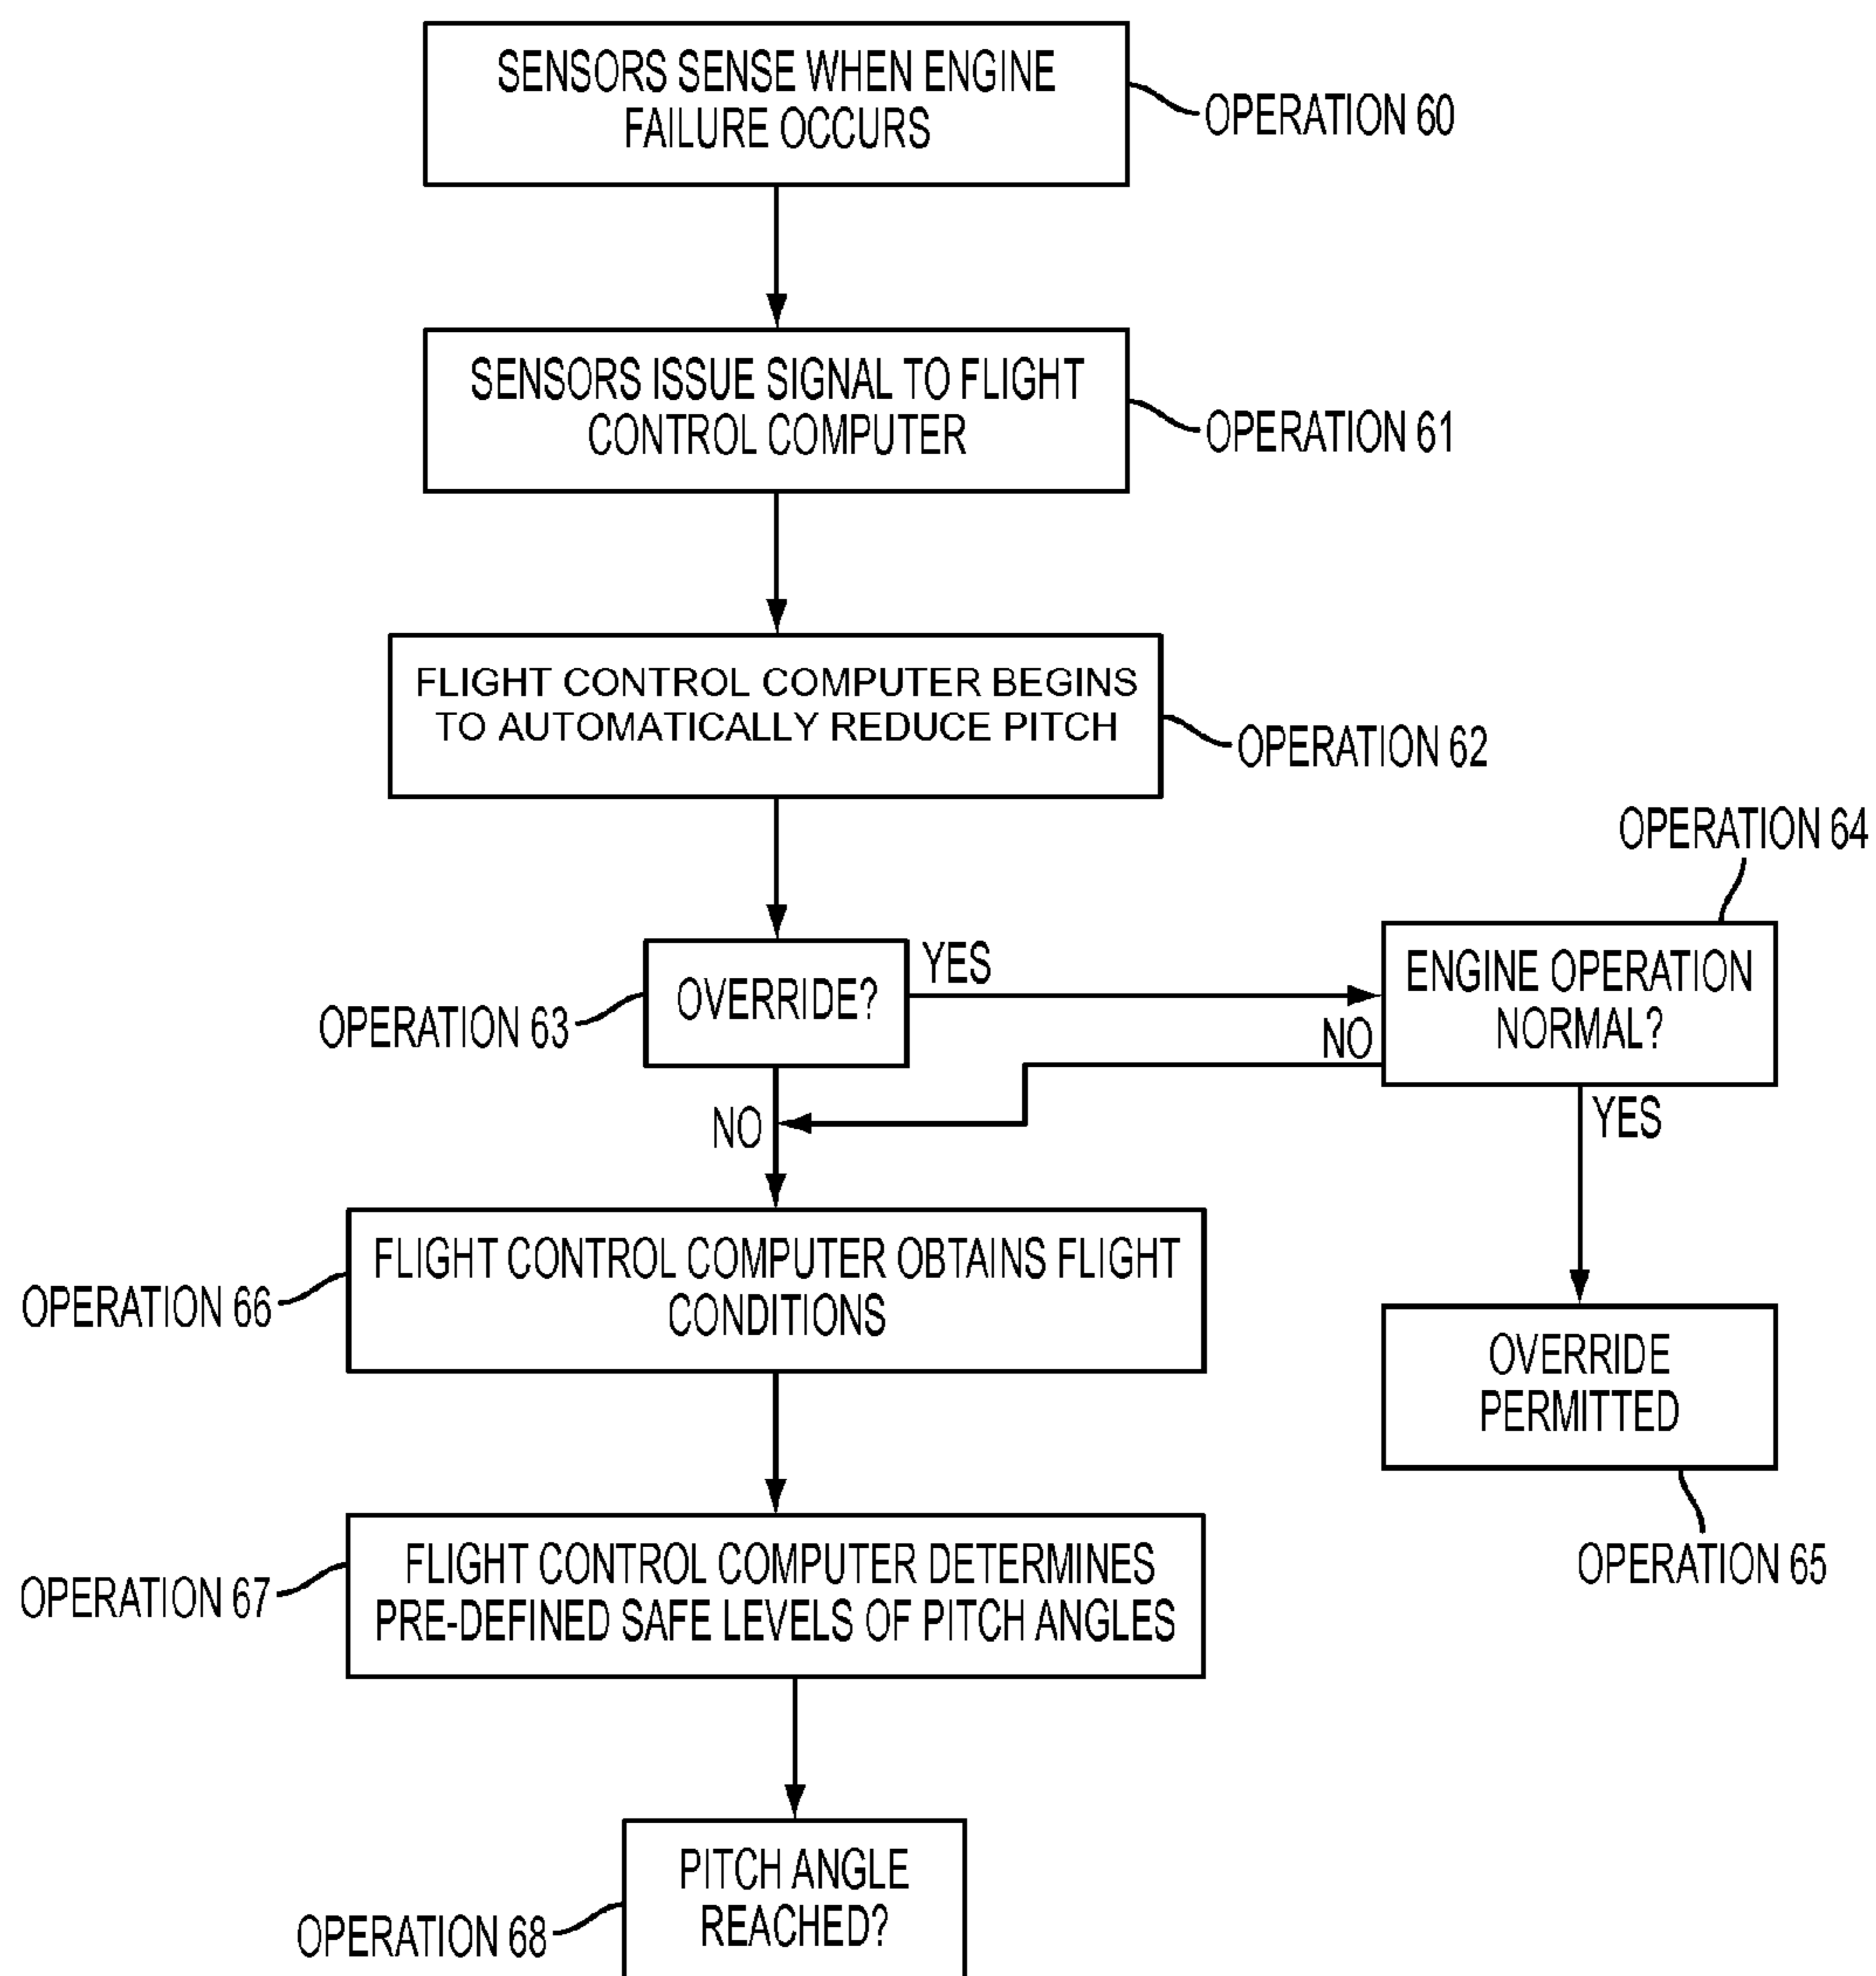 SENSORS SENSE WHEN ENGINE
FAILURE OCCURS
OPERATION 60
SENSORS ISSUE SIGNAL TO FLIGHT
CONTROL COMPUTER
OPERATION 61
FLIGHT CONTROL COMPUTER BEGINS
TO AUTOMATICALLY REDUCE PITCH
OPERATION 62
OPERATION 63
OVERRIDE?
YES
NO
OPERATION 64
ENGINE OPERATION
NORMAL?
NO
YES
OVERRIDE
PERMITTED
OPERATION 65
OPERATION 66
FLIGHT CONTROL COMPUTER OBTAINS FLIGHT
CONDITIONS
OPERATION 67
FLIGHT CONTROL COMPUTER DETERMINES
PRE-DEFINED SAFE LEVELS OF PITCH ANGLES
OPERATION 68
PITCH ANGLE
REACHED?